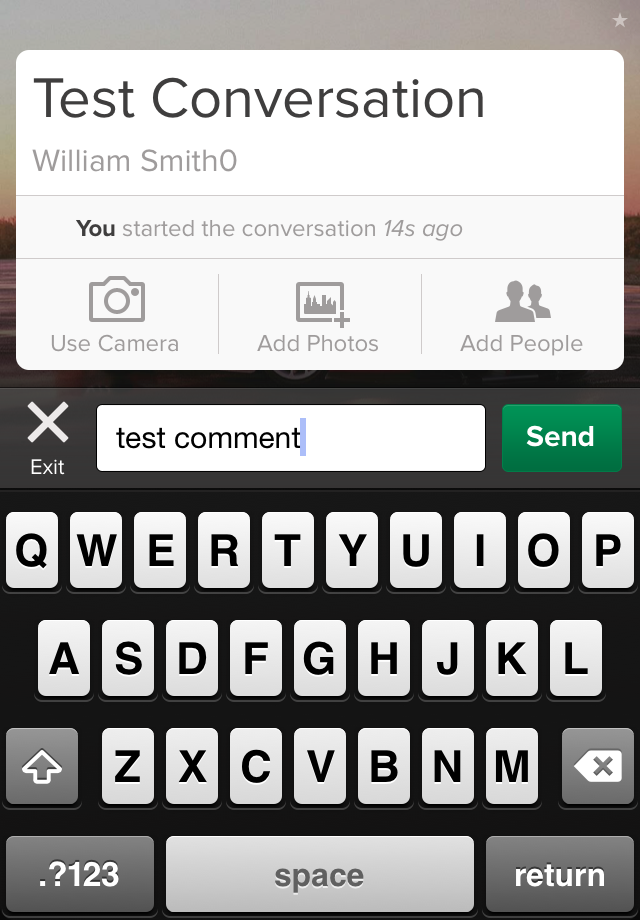 Test Conversation
William Smith0
You started the conversation 14s ago
Use Camera Add Photos Add People
Exit test comment Send
Q W E R T Y U I O P
A S D F G H J K L
Z X C V B N M
.?123 space return